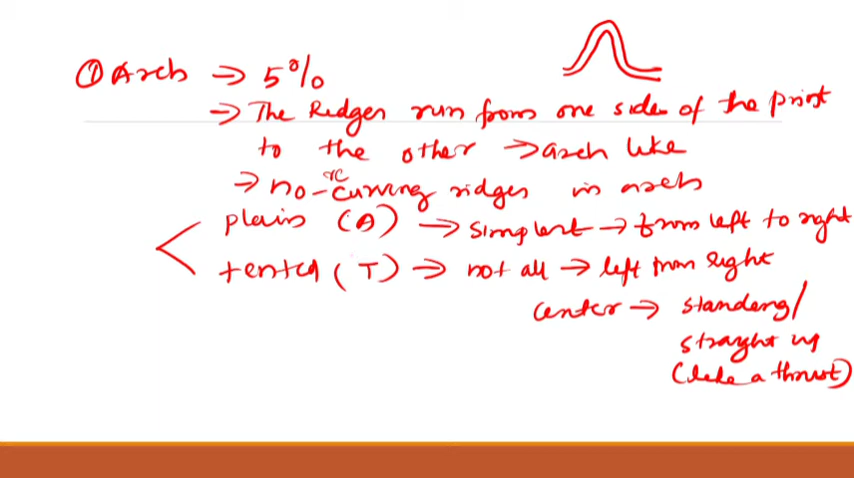 ① Arch → 5%
→ The Ridges run from one side of the print
to the other → arch like
→ no-recurving ridges in arch
plain (A) → simplest → from left to right
tented (T) → not all → left from right
center → standing/
straight up
(like a thrust)